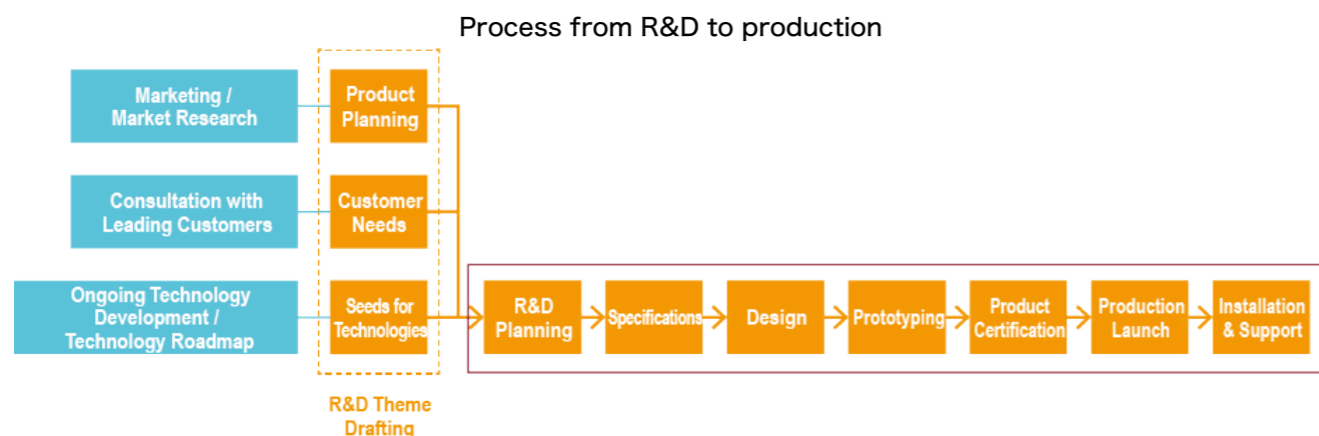 Process from R&D to production
Marketing /
Market Research
Product
Planning
Consultation with
Leading Customers
Customer
Needs
Ongoing Technology
Development /
Technology Roadmap
Seeds for
Technologies
R&D
Planning
Specifications
Design
Prototyping
Product
Certification
Production
Launch
Installation
& Support
R&D Theme
Drafting